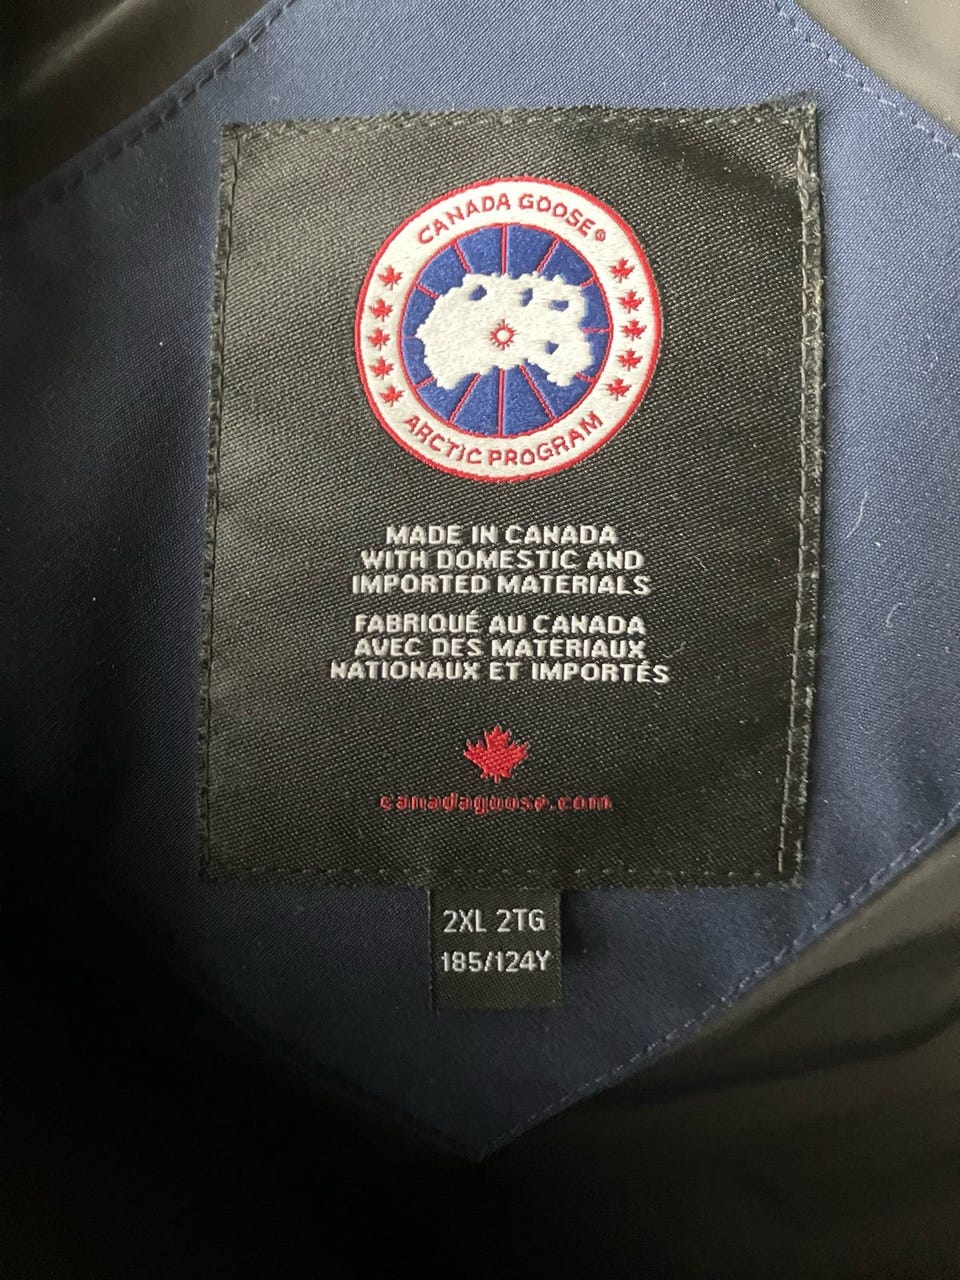 CANADA GOOSE®
ARCTIC PROGRAM
MADE IN CANADA
WITH DOMESTIC AND
IMPORTED MATERIALS
FABRIQUÉ AU CANADA
AVEC DES MATERIAUX
NATIONAUX ET IMPORTÉS
canadagoose.com
2XL 2TG
185/124Y